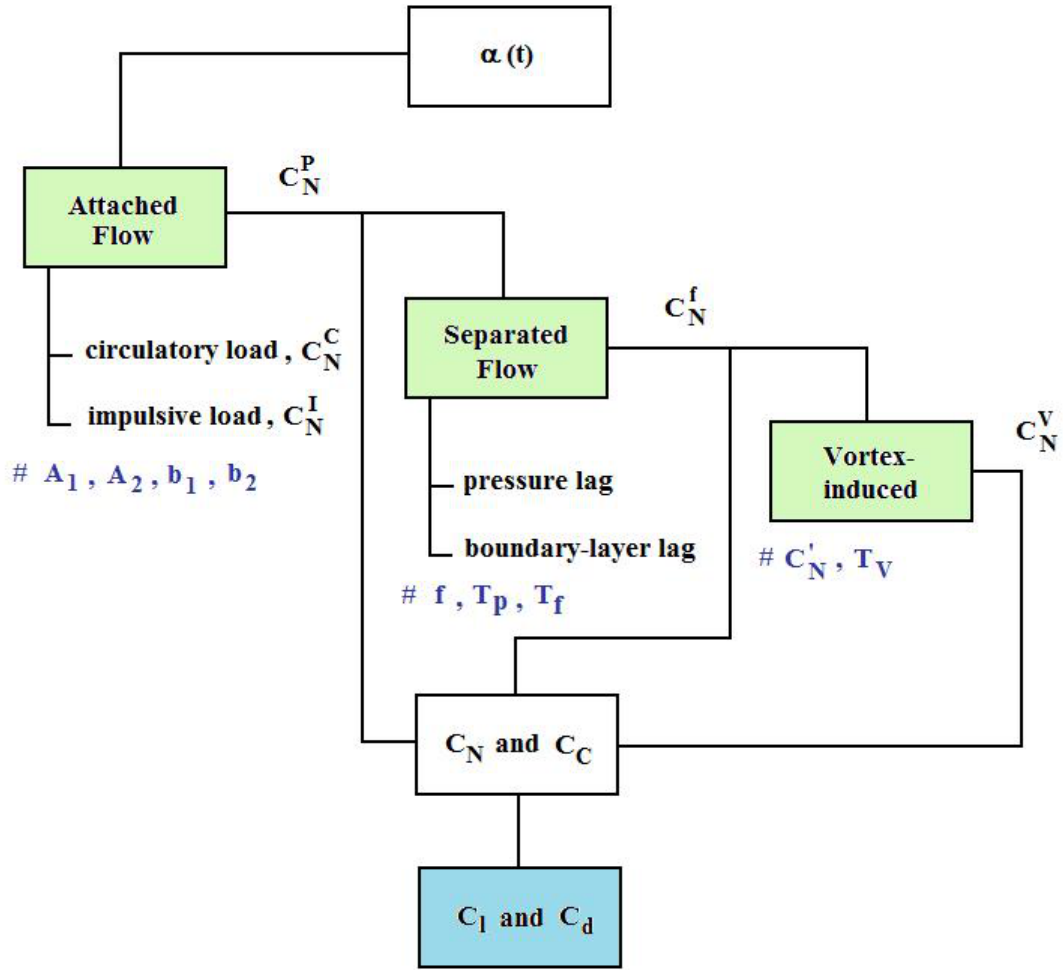 α (t)
C_N^P
Attached
Flow
circulatory load , C_N^C
impulsive load , C_N^I
# A_1 , A_2 , b_1 , b_2
C_N^f
Separated
Flow
pressure lag
boundary-layer lag
# f , T_p , T_f
C_N^V
Vortex-
induced
# C_N^' , T_V
C_N and C_C
C_l and C_d